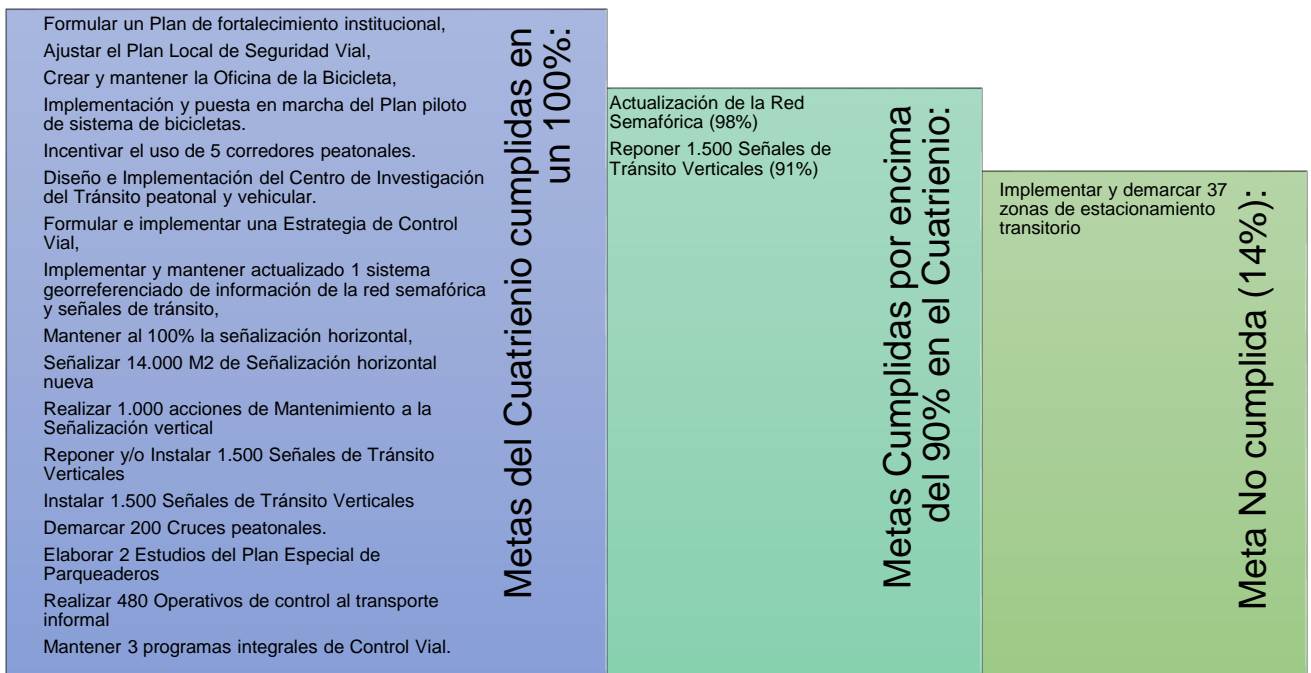 Formular un Plan de fortalecimiento institucional,
Ajustar el Plan Local de Seguridad Vial,
Crear y mantener la Oficina de la Bicicleta,
Implementación y puesta en marcha del Plan piloto
de sistema de bicicletas.
Incentivar el uso de 5 corredores peatonales.
Diseño e Implementación del Centro de Investigación
del Tránsito peatonal y vehicular.
Formular e implementar una Estrategia de Control
Vial,
Implementar y mantener actualizado 1 sistema
georreferenciado de información de la red semafórica
y señales de tránsito,
Mantener al 100% la señalización horizontal,
Señalizar 14.000 M2 de Señalización horizontal
nueva
Realizar 1.000 acciones de Mantenimiento a la
Señalización vertical
Reponer y/o Instalar 1.500 Señales de Tránsito
Verticales
Instalar 1.500 Señales de Tránsito Verticales
Demarcar 200 Cruces peatonales.
Elaborar 2 Estudios del Plan Especial de
Parqueaderos
Realizar 480 Operativos de control al transporte
informal
Mantener 3 programas integrales de Control Vial.
Metas del Cuatrienio cumplidas en
un 100%:
Actualización de la Red
Semafórica (98%)
Reponer 1.500 Señales de
Tránsito Verticales (91%)
Metas Cumplidas por encima
del 90% en el Cuatrienio:
Implementar y demarcar 37
zonas de estacionamiento
transitorio
Meta No cumplida (14%):